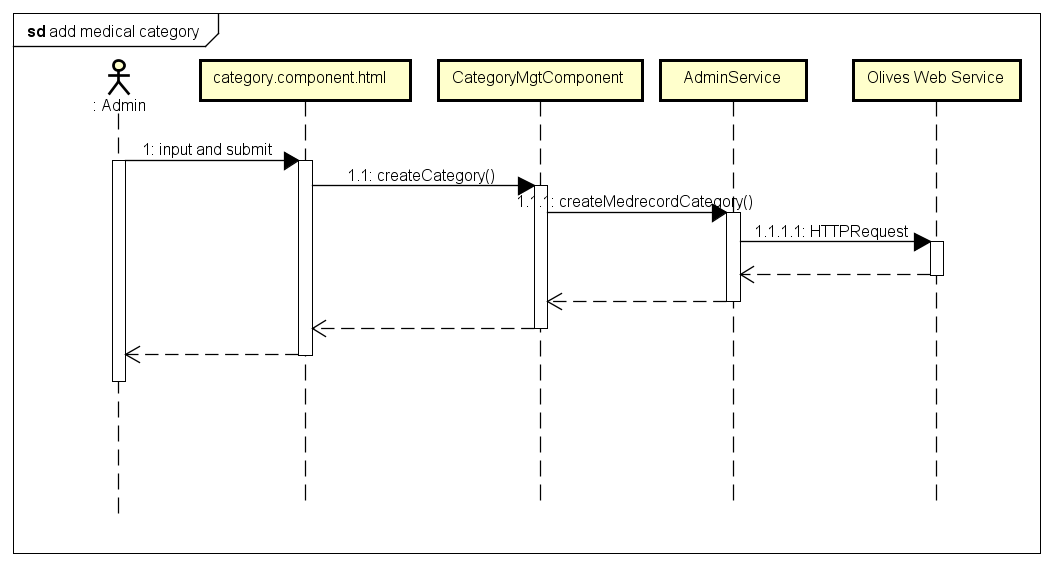 sd add medical category
: Admin
category.component.html
CategoryMgtComponent
AdminService
Olives Web Service
1: input and submit
1.1: createCategory()
1.1.1: createMedrecordCategory()
1.1.1.1: HTTPRequest